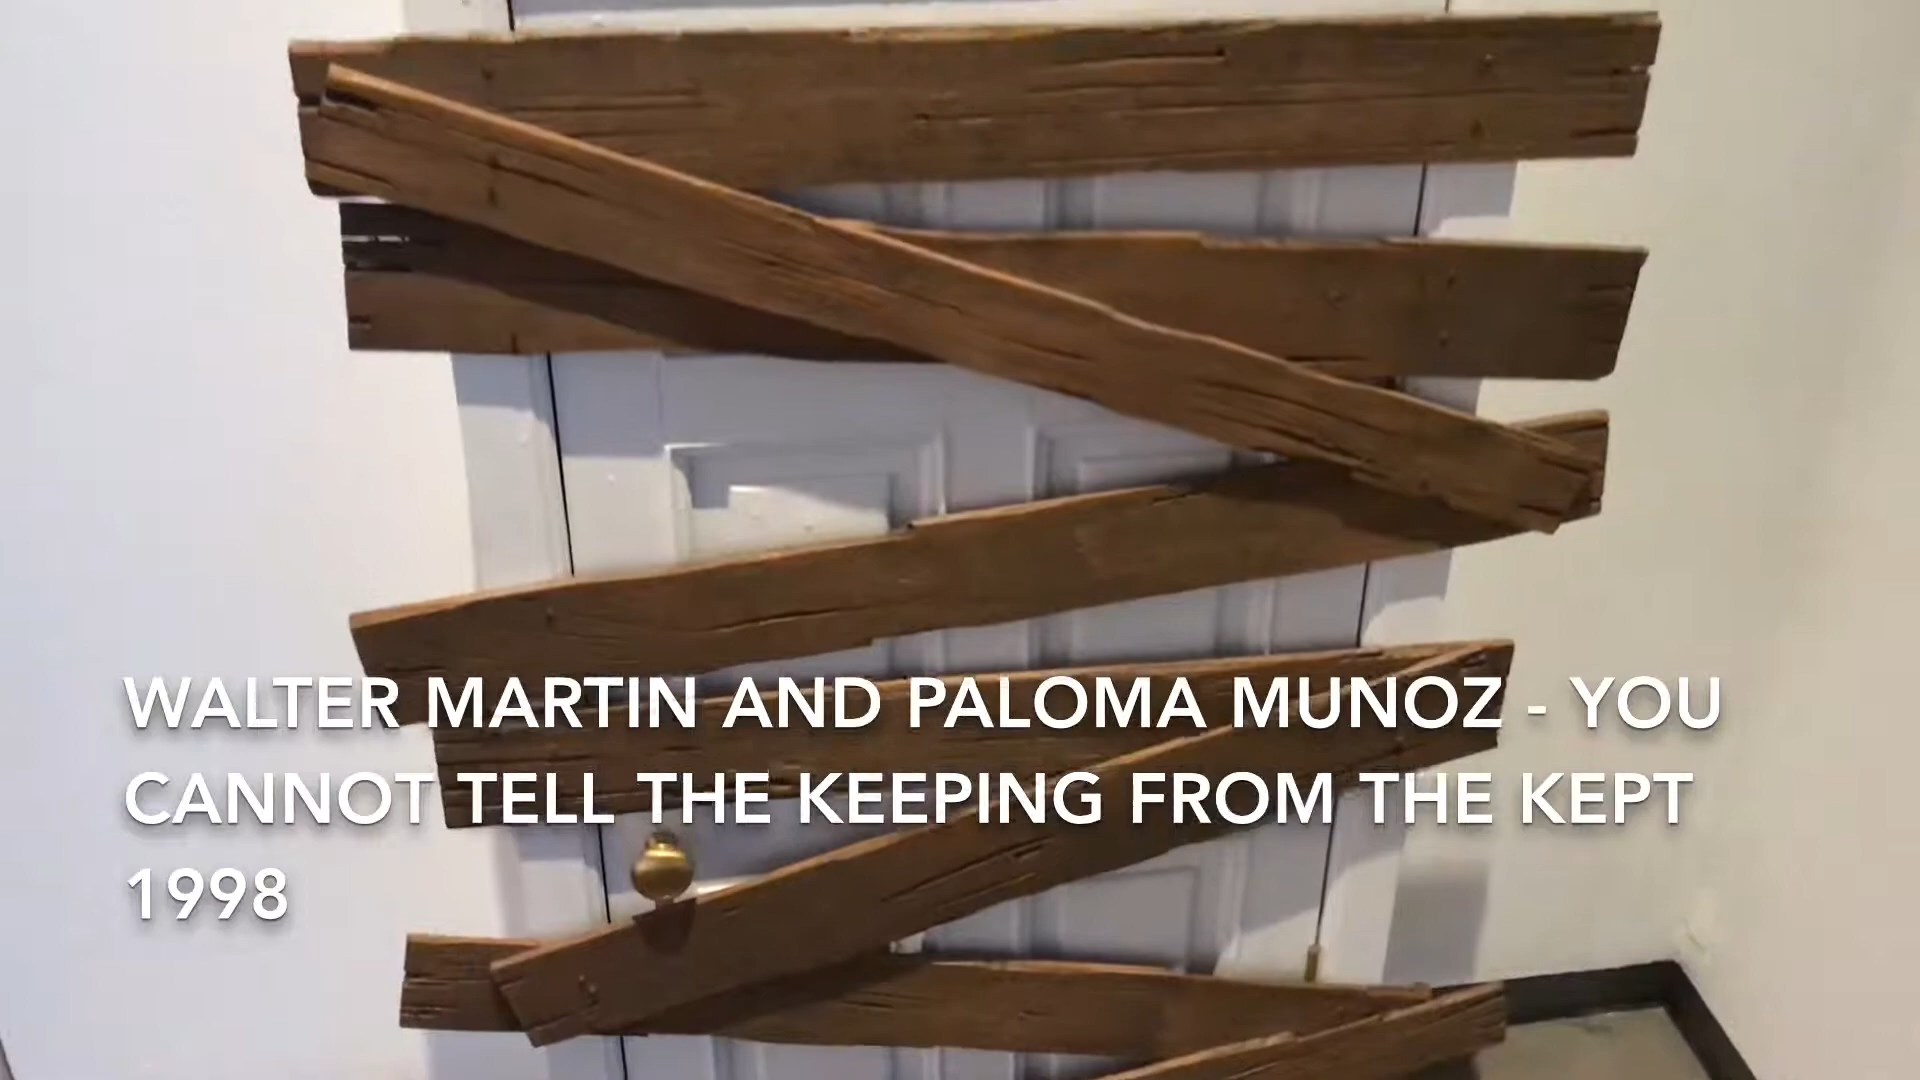 WALTER MARTIN AND PALOMA MUNOZ - YOU
CANNOT TELL THE KEEPING FROM THE KEPT
1998